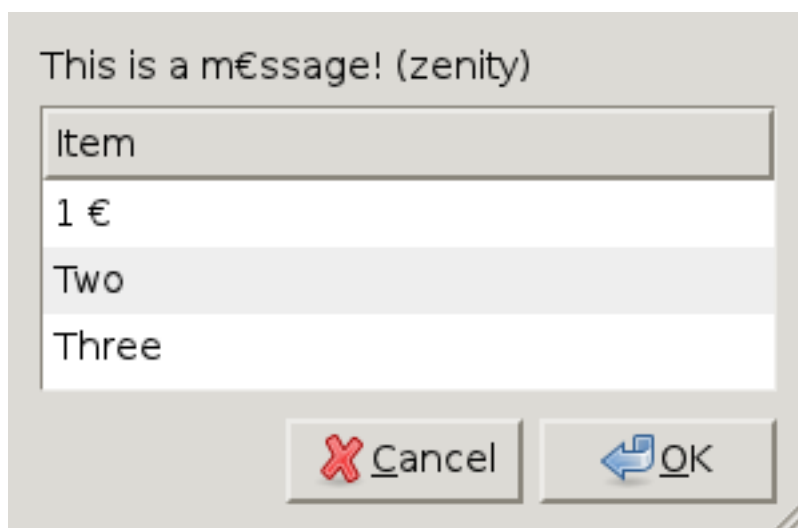 This is a m€ssage! (zenity)
Item
1 €
Two
Three
Cancel
OK